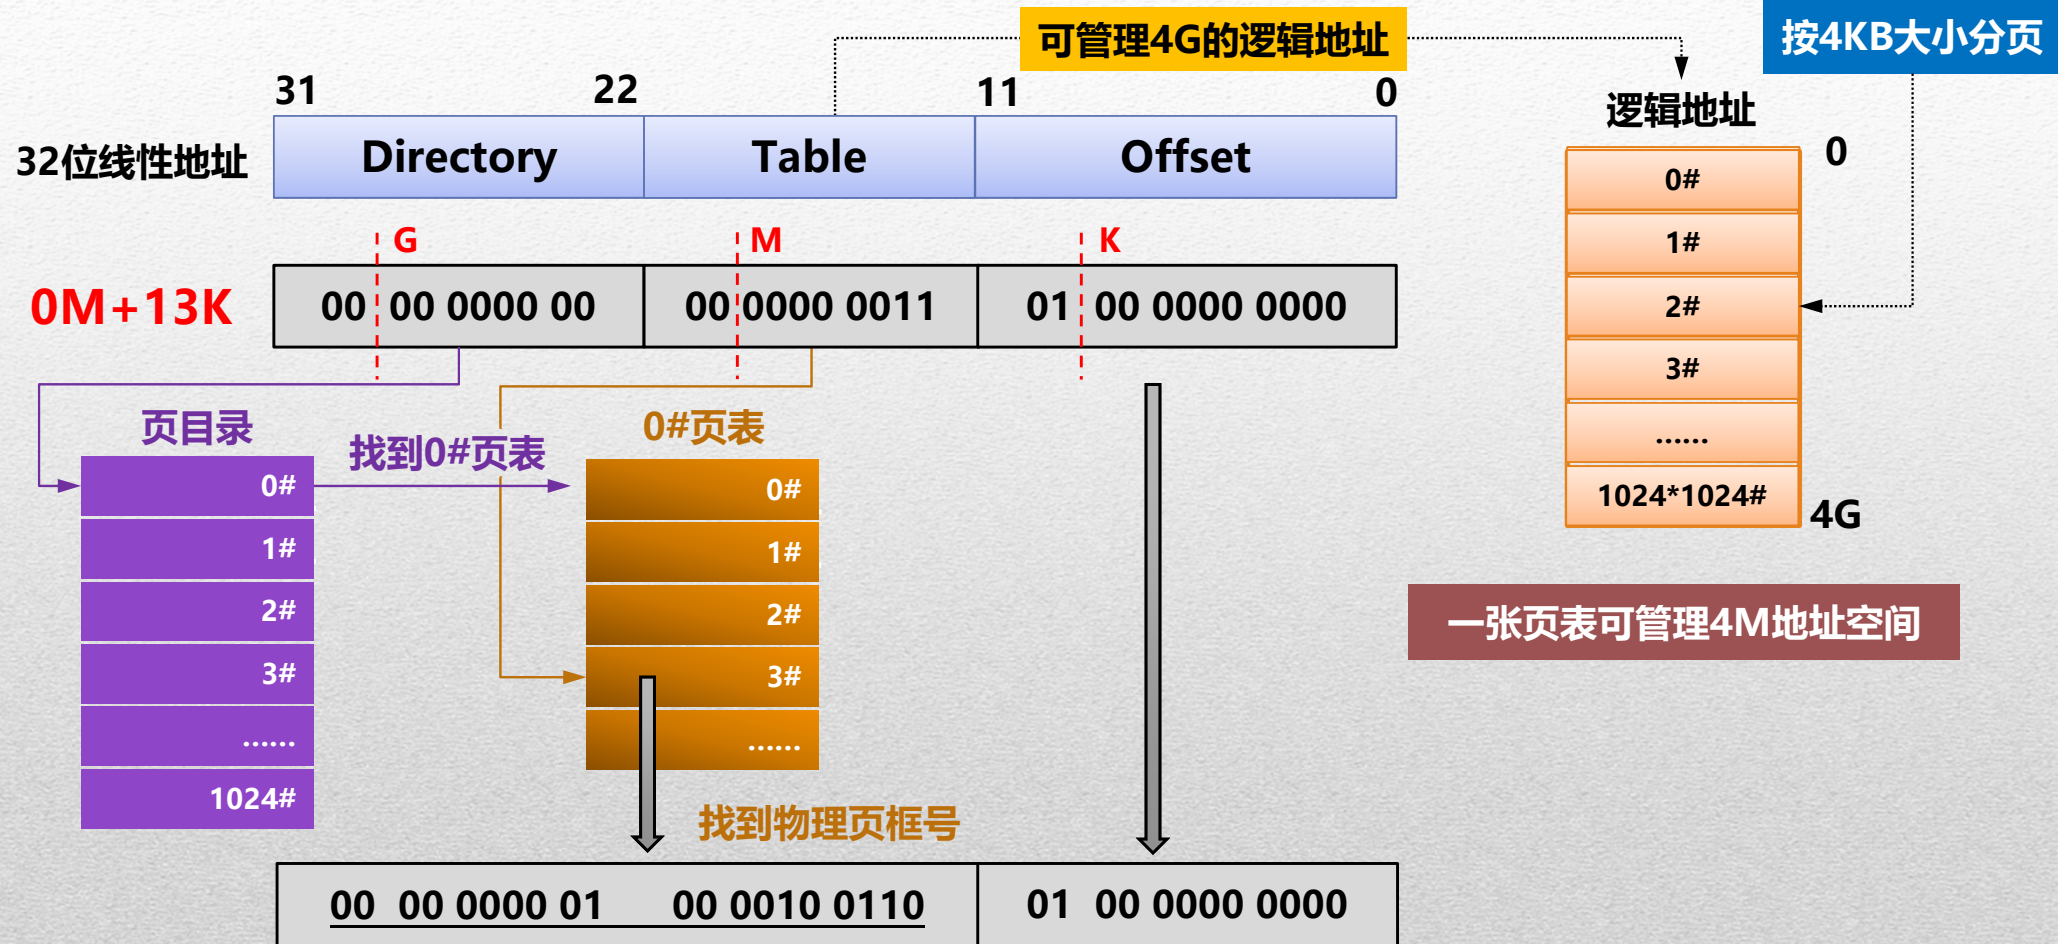 可管理4G的逻辑地址
按4KB大小分页
31 22 11 0
逻辑地址
32位线性地址 Directory Table Offset
0
0#
1#
2#
3#
......
1024*1024#
4G
G M K
0M+13K 00 00 0000 00 00 0000 0011 01 00 0000 0000
页目录
找到0#页表
0#页表
0#
1#
2#
3#
......
1024#
0#
1#
2#
3#
......
一张页表可管理4M地址空间
找到物理页框号
00 00 0000 01 00 0010 0110 01 00 0000 0000